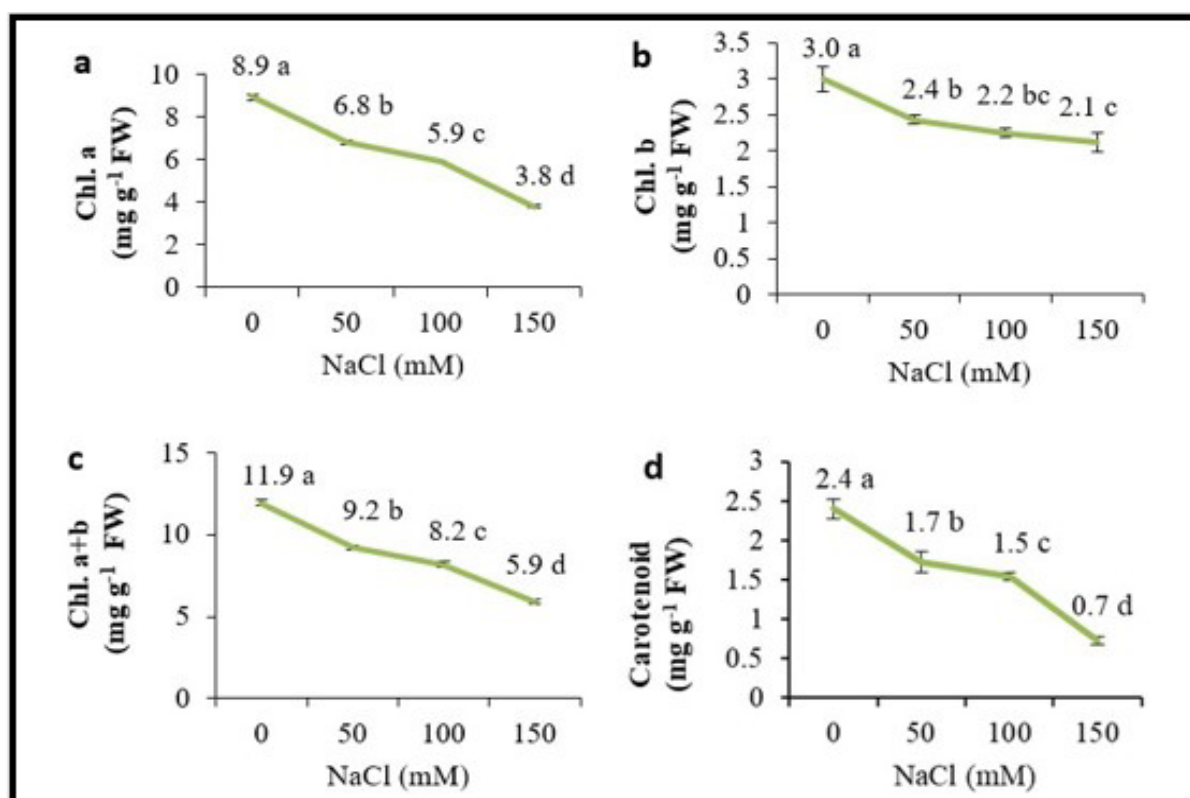 a
Chl. a
(mg g-1 FW)
10
8
6
4
2
0
8.9 a
6.8 b
5.9 c
3.8 d
0 50 100 150
NaCl (mM)
b
Chl. b
(mg g-1 FW)
3.5
3
2.5
2
1.5
1
0.5
0
3.0 a
2.4 b
2.2 bc
2.1 c
0 50 100 150
NaCl (mM)
c
Chl. a+b
(mg g-1 FW)
15
10
5
0
11.9 a
9.2 b
8.2 c
5.9 d
0 50 100 150
NaCl (mM)
d
Carotenoid
(mg g-1 FW)
3
2.5
2
1.5
1
0.5
0
2.4 a
1.7 b
1.5 c
0.7 d
0 50 100 150
NaCl (mM)